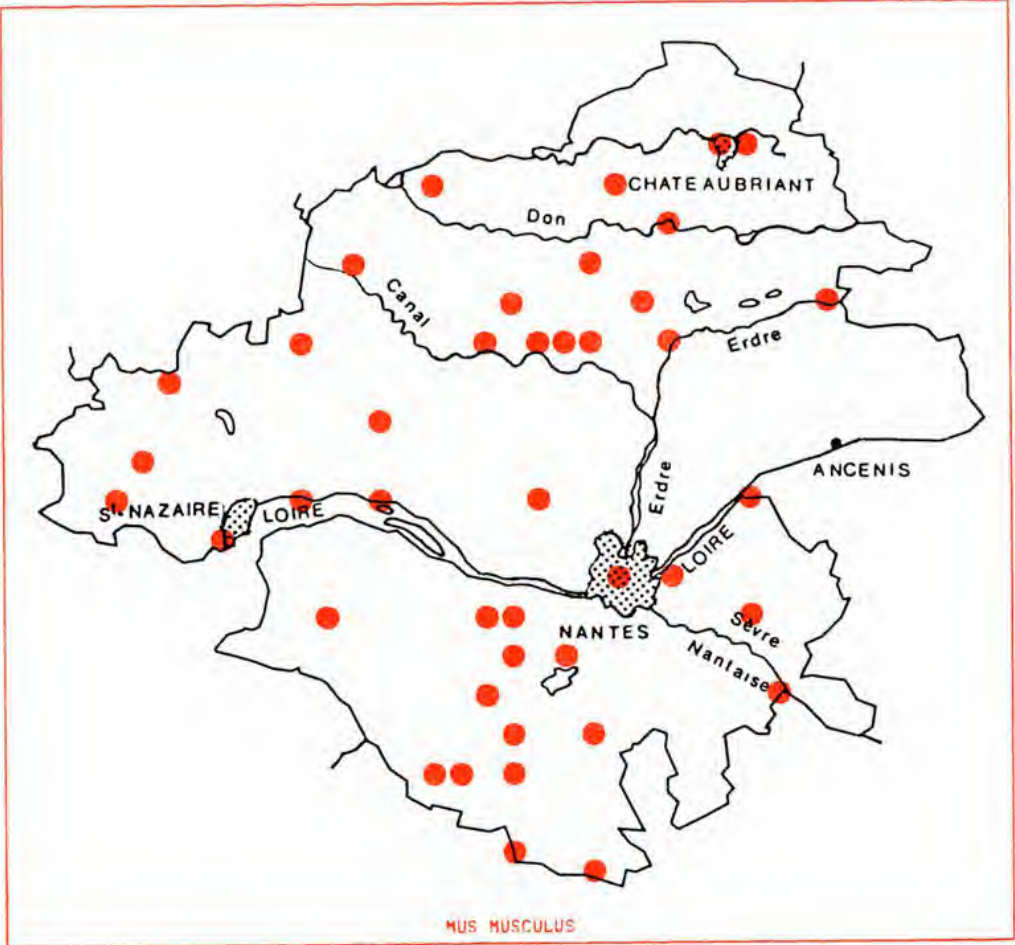 CHATEAUBRIANT
Don
Canal
Erdre
ANCENIS
Erdre
St. NAZAIRE
LOIRE
LOIRE
NANTES
Sèvre
Nantaise
MUS MUSCULUS